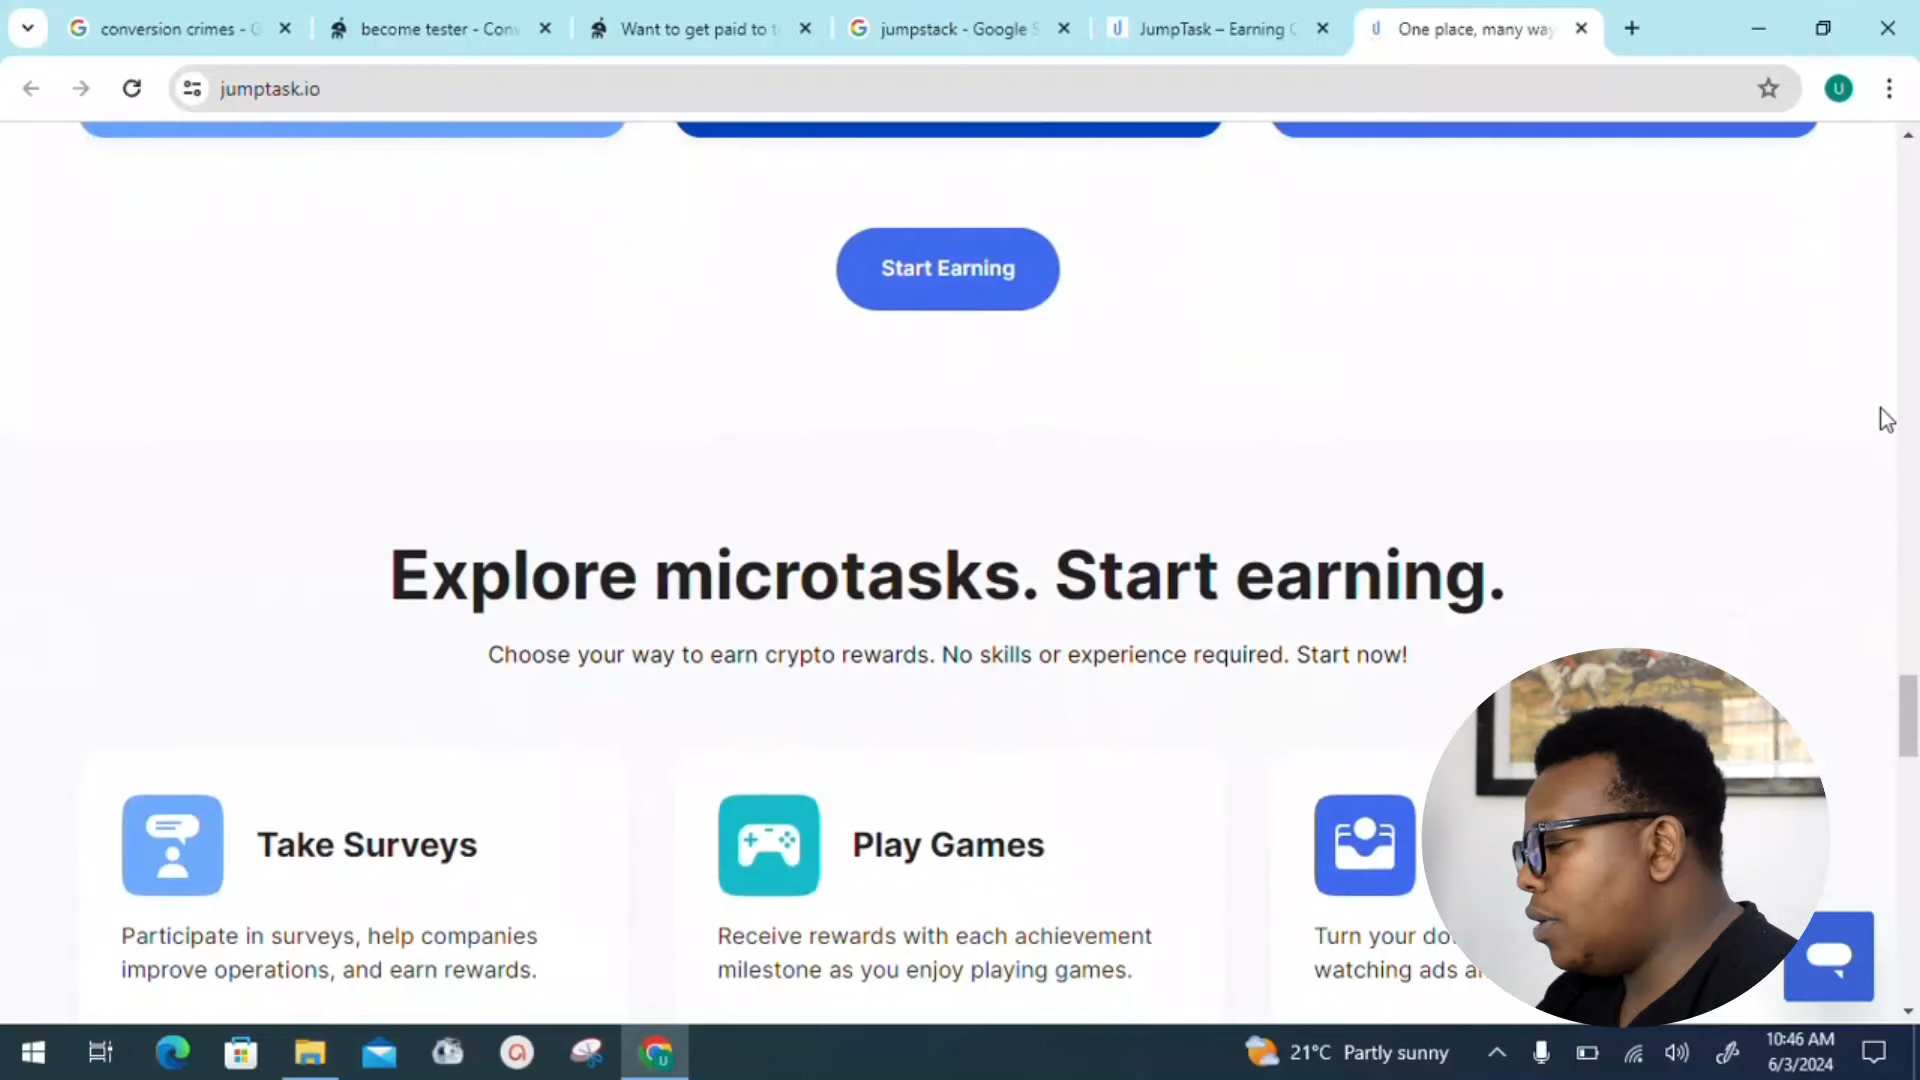 conversion crimes - G
become tester - Conv
Want to get paid to t
jumpstack - Google S
JumpTask – Earning C
One place, many way
jumptask.io
U
Start Earning
Explore microtasks. Start earning.
Choose your way to earn crypto rewards. No skills or experience required. Start now!
Take Surveys
Participate in surveys, help companies
improve operations, and earn rewards.
Play Games
Receive rewards with each achievement
milestone as you enjoy playing games.
Turn your do
watching ads a
21°C Partly sunny
10:46 AM
6/3/2024